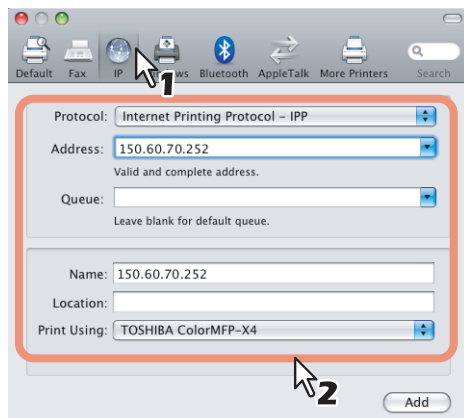 Default Fax IP Windows Bluetooth AppleTalk More Printers Search
1
Protocol: Internet Printing Protocol – IPP
Address: 150.60.70.252
Valid and complete address.
Queue:
Leave blank for default queue.
Name: 150.60.70.252
Location:
Print Using: TOSHIBA ColorMFP-X4
2
Add